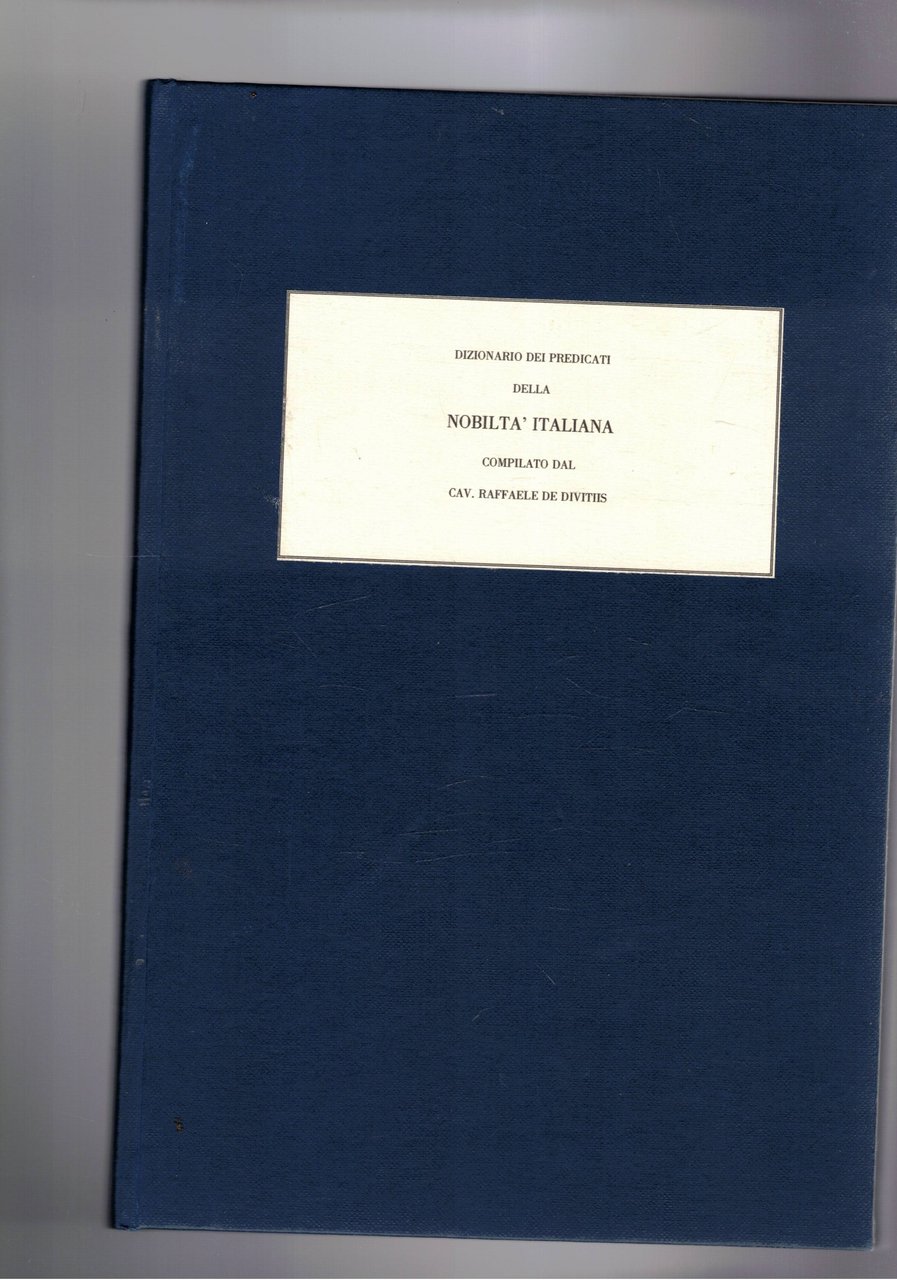 DIZIONARIO DEI PREDICATI
DELLA
NOBILTA' ITALIANA
COMPILATO DAL
CAV. RAFFAELE DE DIVITIIS